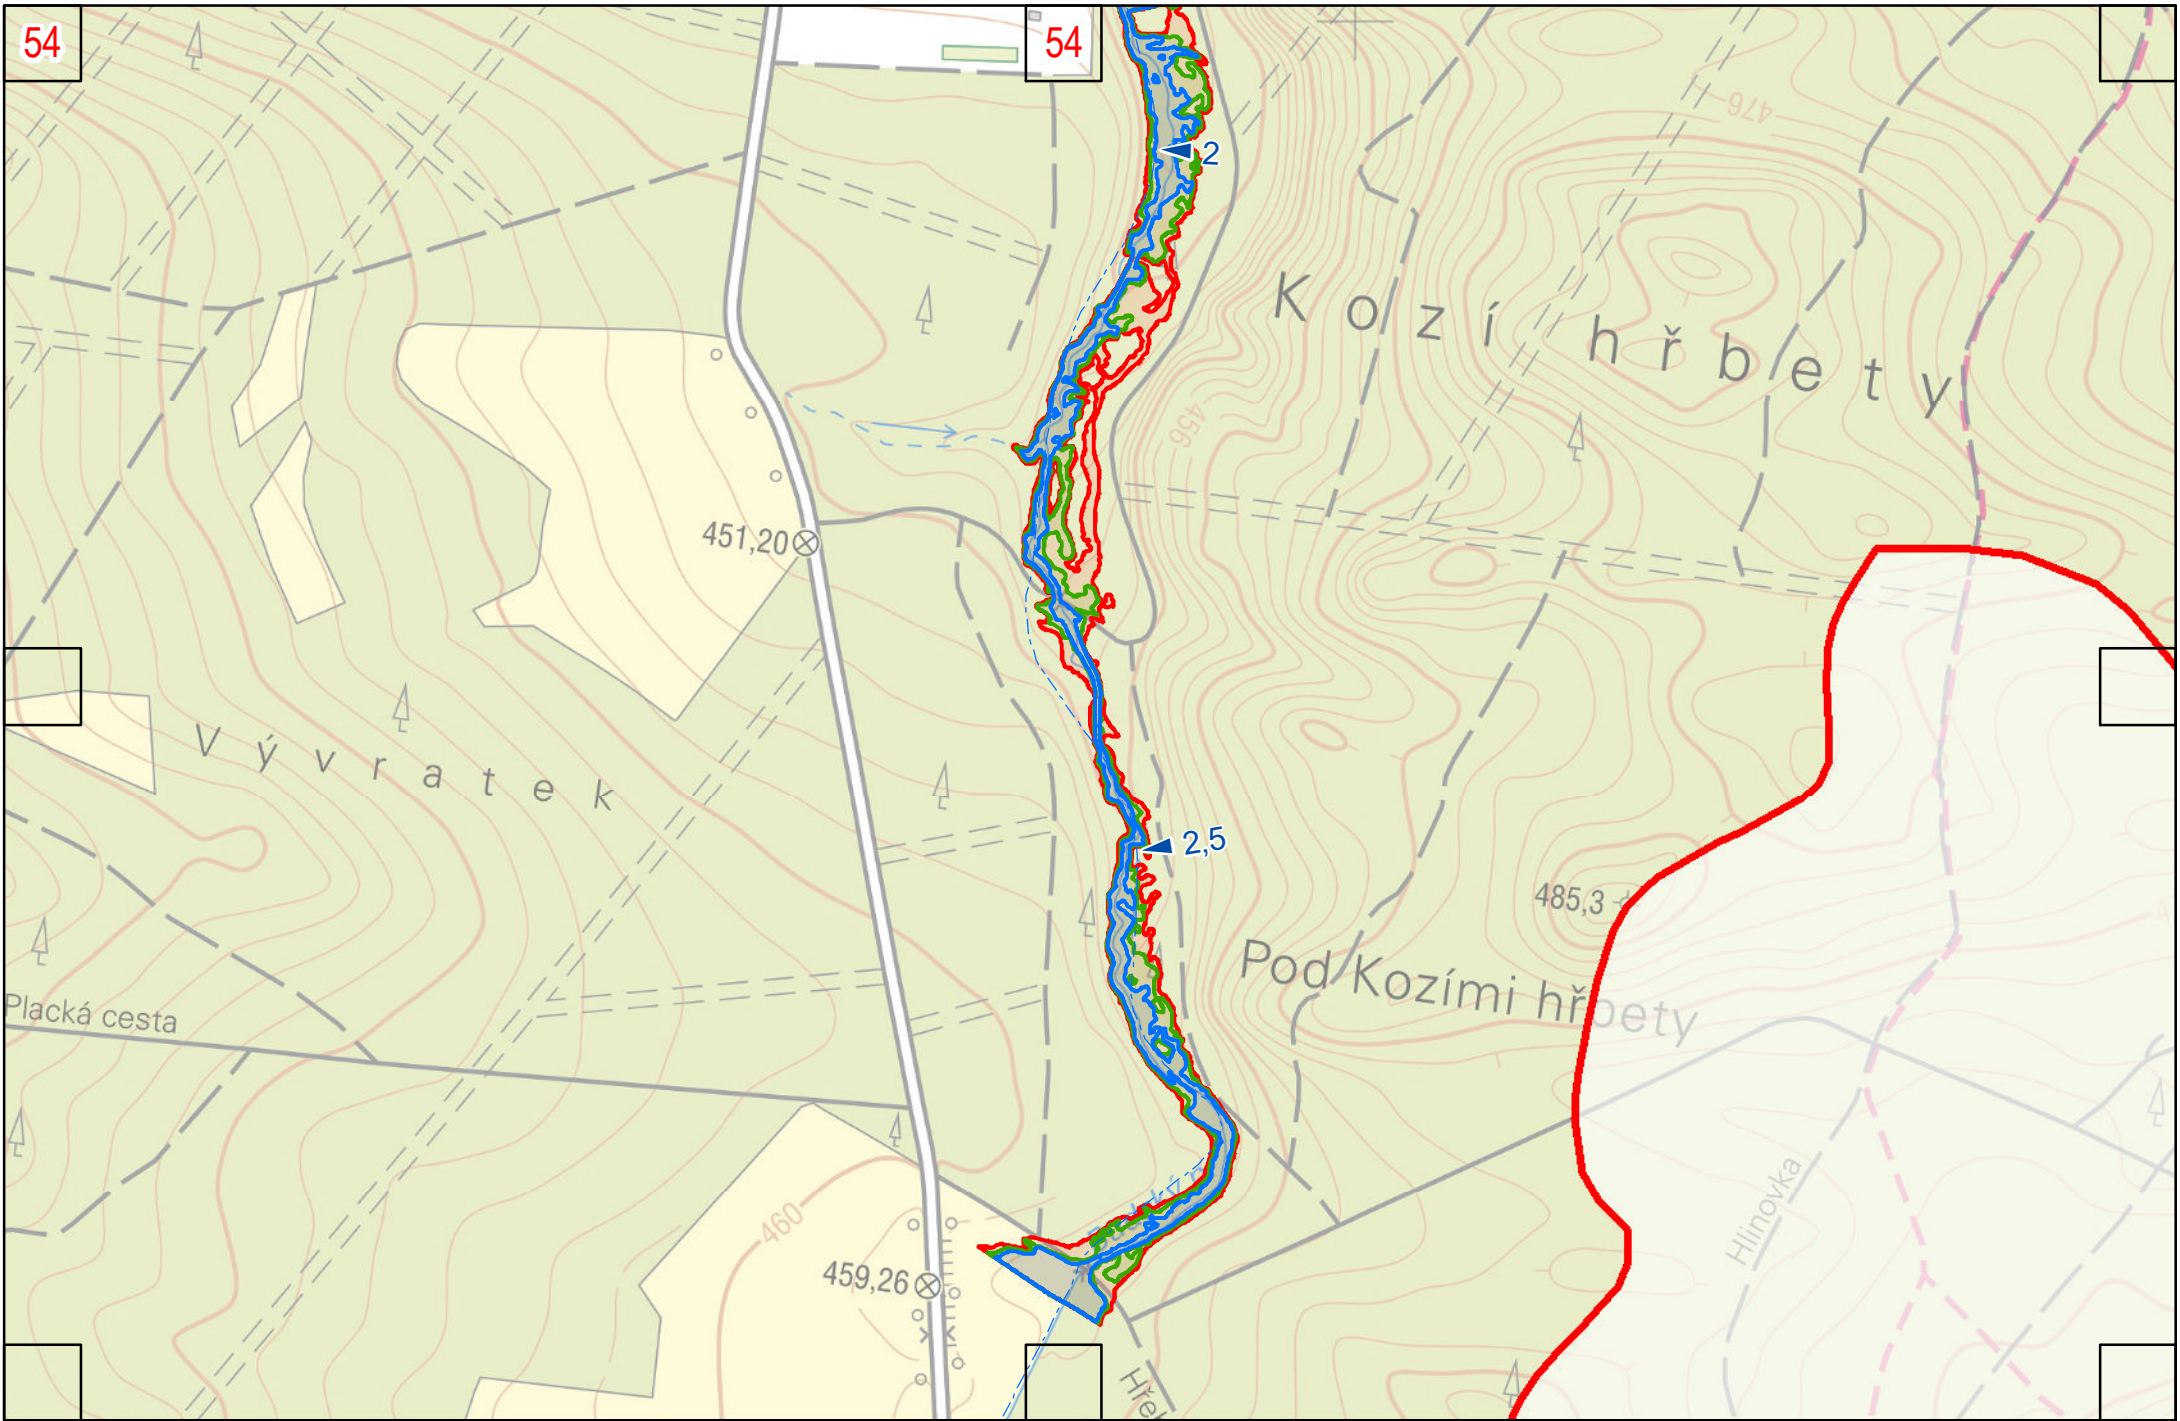 54
54
2
476
Kozí hřbety
456
451,20
Vývratek
2,5
485,3
Pod Kozími hřbety
Placká cesta
Hlinovka
460
459,26